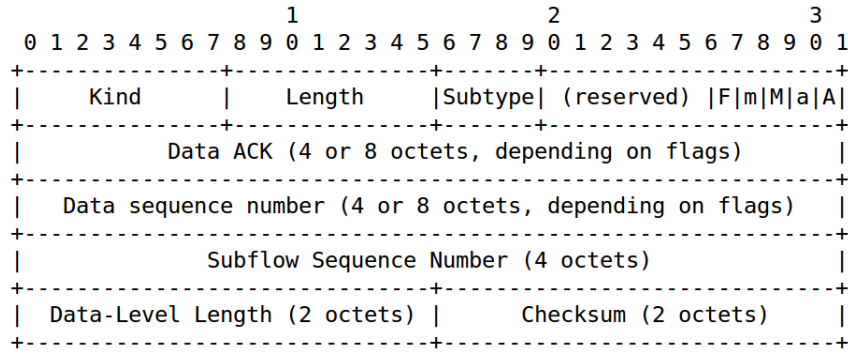 1                   2                   3
 0 1 2 3 4 5 6 7 8 9 0 1 2 3 4 5 6 7 8 9 0 1 2 3 4 5 6 7 8 9 0 1
+---------------+---------------+-------+----------------------+
|     Kind      |    Length     |Subtype| (reserved) |F|m|M|a|A|
+---------------+---------------+-------+----------------------+
|           Data ACK (4 or 8 octets, depending on flags)       |
+--------------------------------------------------------------+
|   Data sequence number (4 or 8 octets, depending on flags)   |
+--------------------------------------------------------------+
|              Subflow Sequence Number (4 octets)              |
+-------------------------------+------------------------------+
|  Data-Level Length (2 octets) |      Checksum (2 octets)     |
+-------------------------------+------------------------------+